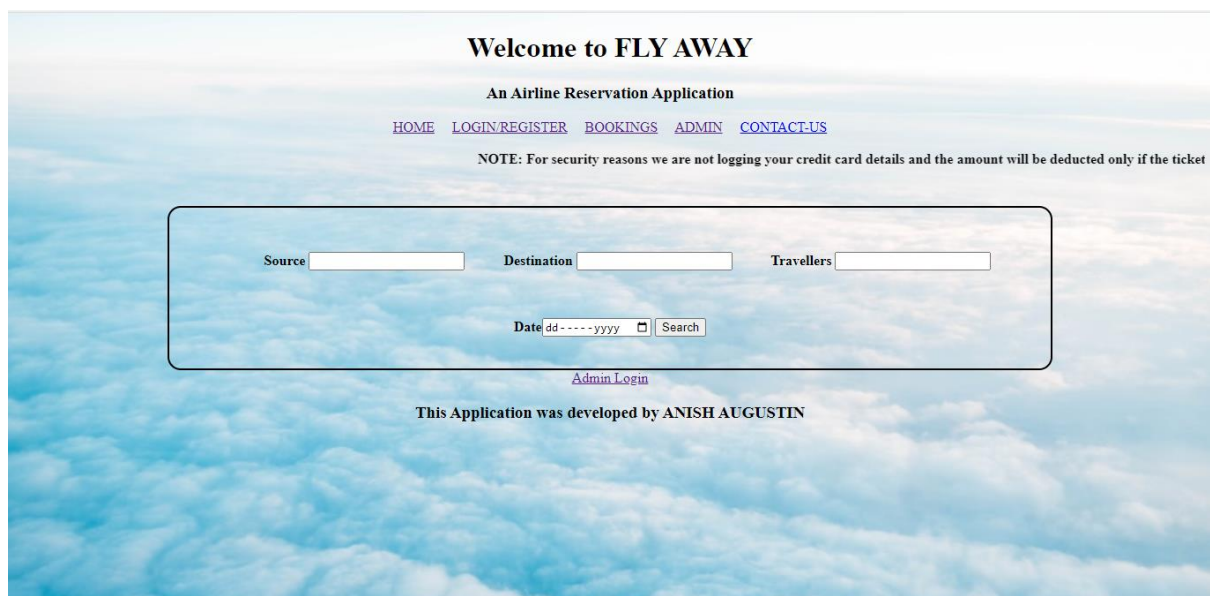 Welcome to FLY AWAY
An Airline Reservation Application
HOME LOGIN/REGISTER BOOKINGS ADMIN CONTACT-US
NOTE: For security reasons we are not logging your credit card details and the amount will be deducted only if the ticket
Source Destination Travellers
Date dd-----yyyy Search
Admin Login
This Application was developed by ANISH AUGUSTIN